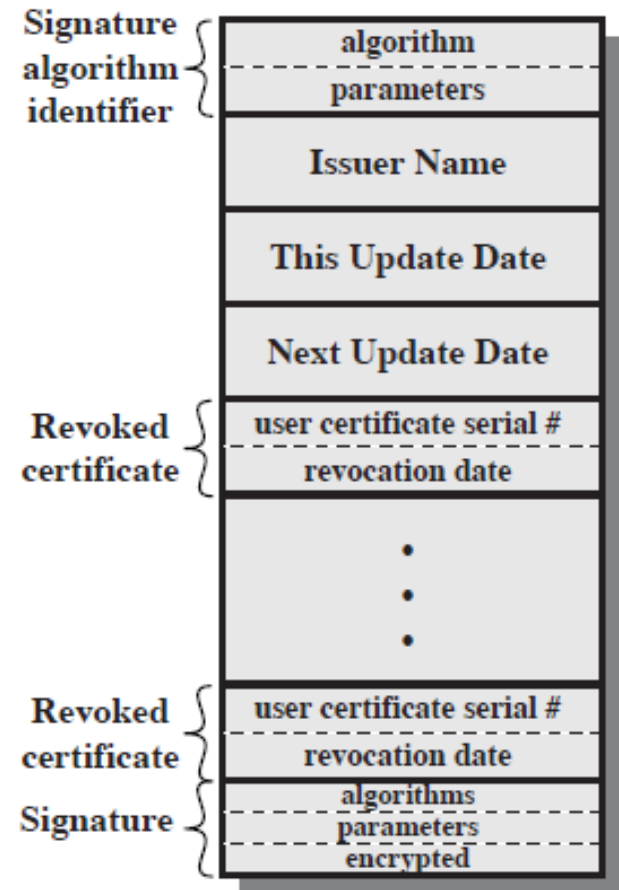 Signature
algorithm
identifier
algorithm
parameters
Issuer Name
This Update Date
Next Update Date
Revoked
certificate
user certificate serial #
revocation date
Revoked
certificate
user certificate serial #
revocation date
Signature
algorithms
parameters
encrypted